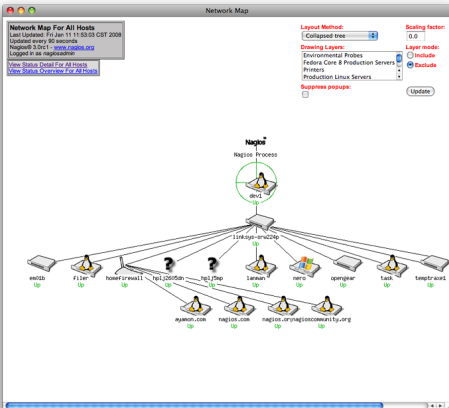 Network Map
Network Map For All Hosts
Last Updated: Fri Jan 11 11:53:03 CST 2008
Updated every 90 seconds
Nagios® 3.0rc1 - www.nagios.org
Logged in as nagiosadmin
View Status Detail For All Hosts
View Status Overview For All Hosts
Layout Method:
Collapsed tree
Scaling factor:
0.0
Drawing Layers:
Environmental Probes
Fedora Core 8 Production Servers
Printers
Production Linux Servers
Layer mode:
Include
Exclude
Suppress popups:
Update
Nagios
Nagios Process
dev1
Up
linksys-srw224p
Up
em01b
filer
hosefirewall
hplj2605dn
hplj5mp
lanman
nero
opengear
task
temptraxe1
Up Up Up Up Up Up Up Up Up Up
ayamon.com
nagios.com
nagios.org
nagioscommunity.org
Up Up Up Up